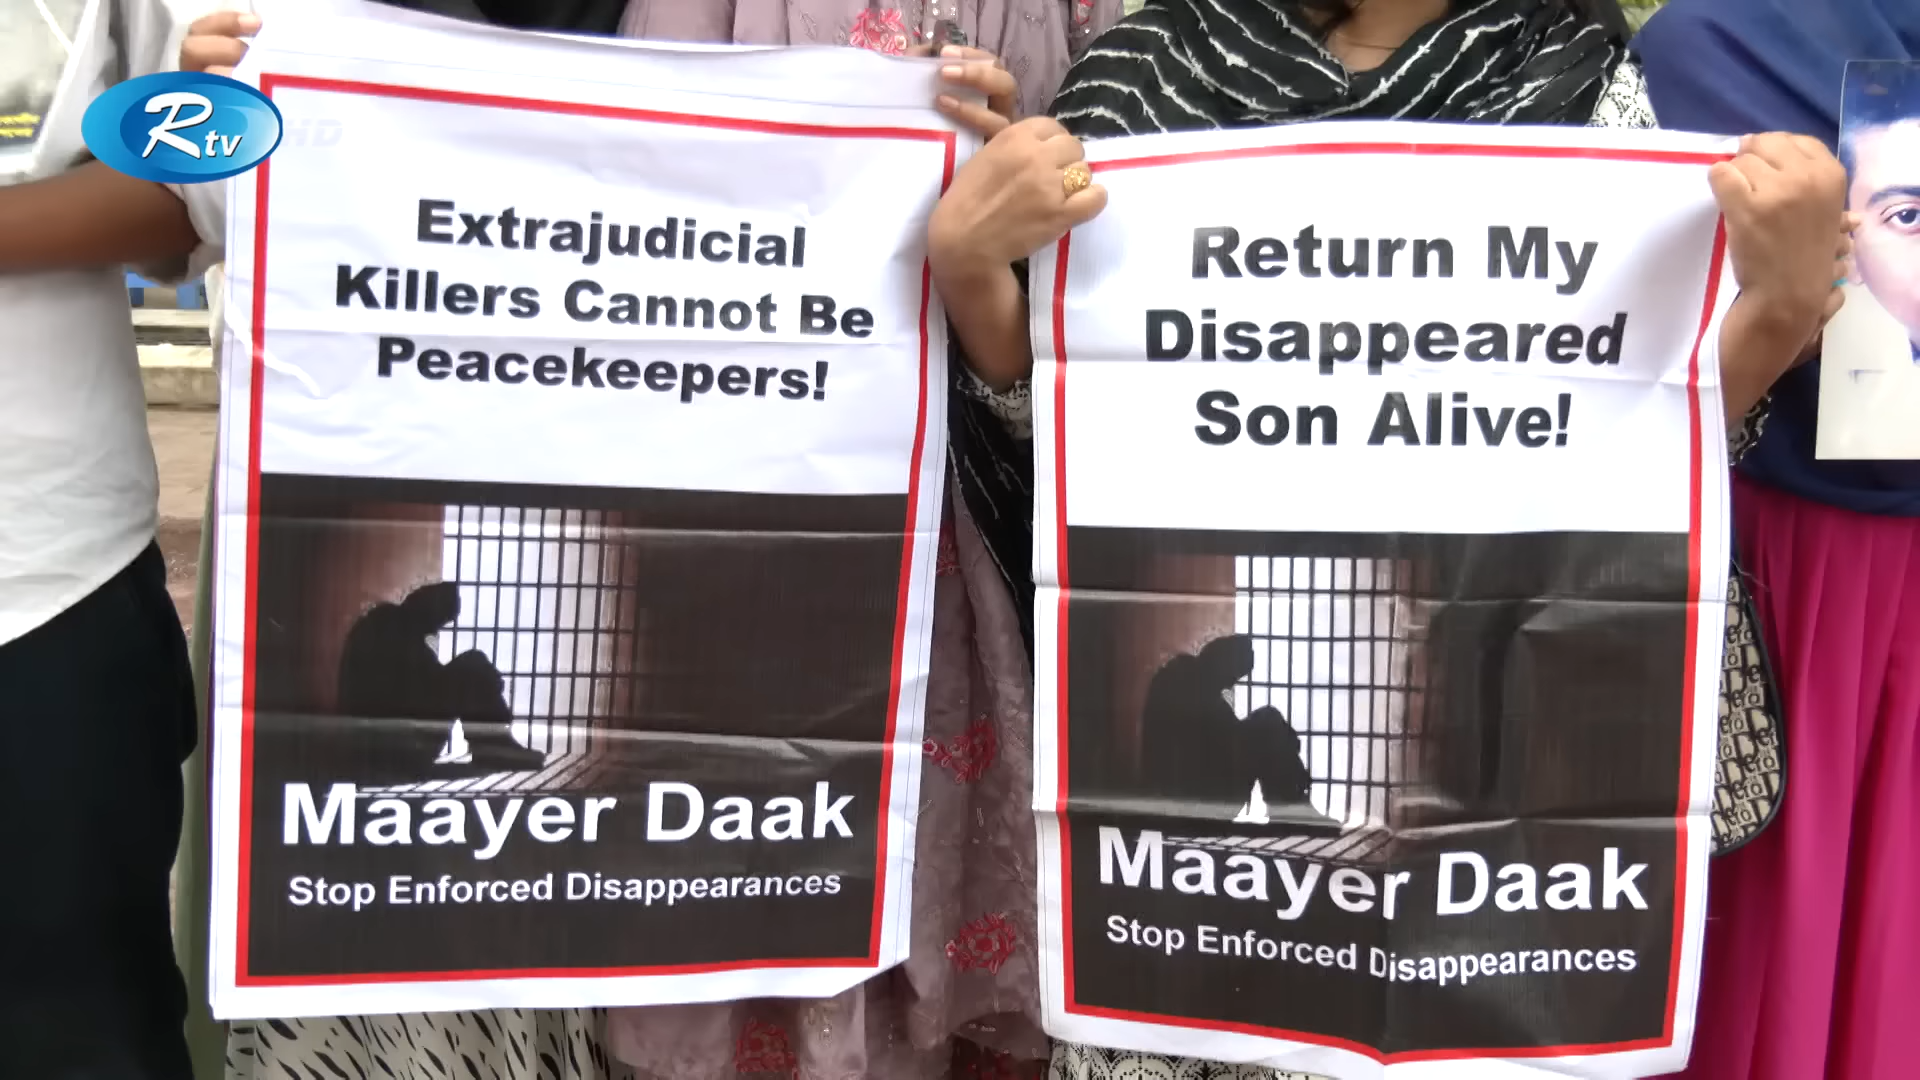 Rtv HD
Extrajudicial
Killers Cannot Be
Peacekeepers!
Maayer Daak
Stop Enforced Disappearances
Return My
Disappeared
Son Alive!
Maayer Daak
Stop Enforced Disappearances